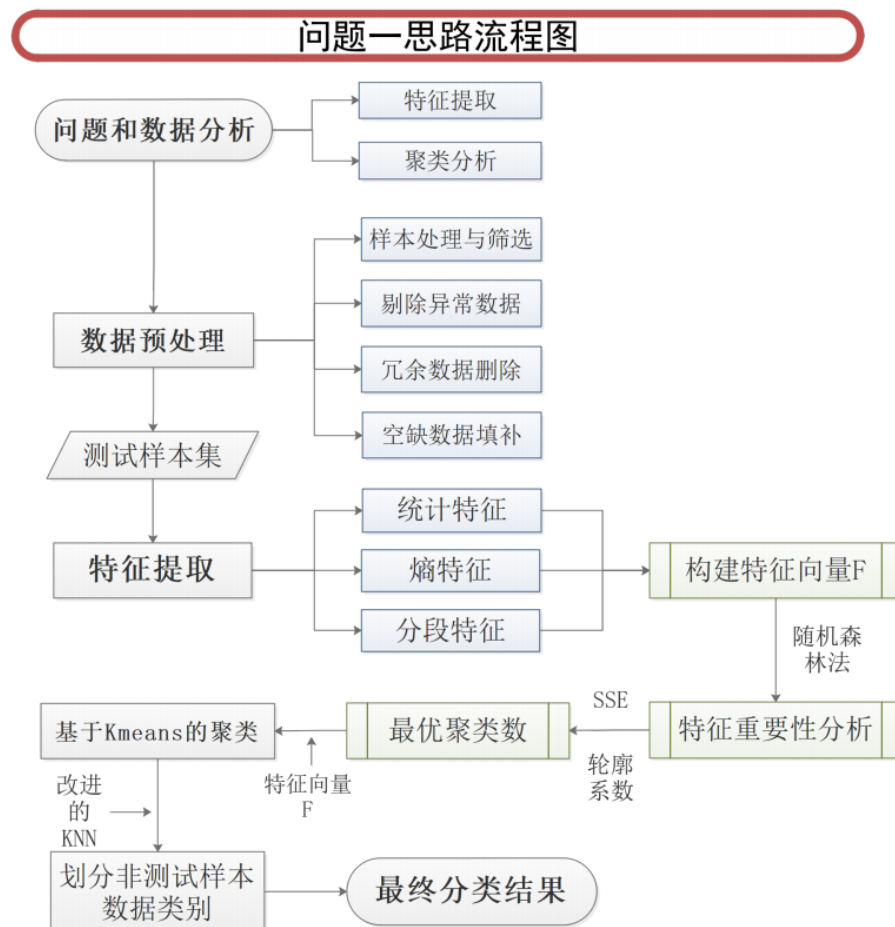 问题一思路流程图
问题和数据分析
特征提取
聚类分析
数据预处理
样本处理与筛选
剔除异常数据
冗余数据删除
空缺数据填补
测试样本集
特征提取
统计特征
熵特征
分段特征
构建特征向量F
随机森
林法
特征重要性分析
SSE
轮廓
系数
最优聚类数
特征向量
F
基于Kmeans的聚类
改进
的
KNN
划分非测试样本
数据类别
最终分类结果